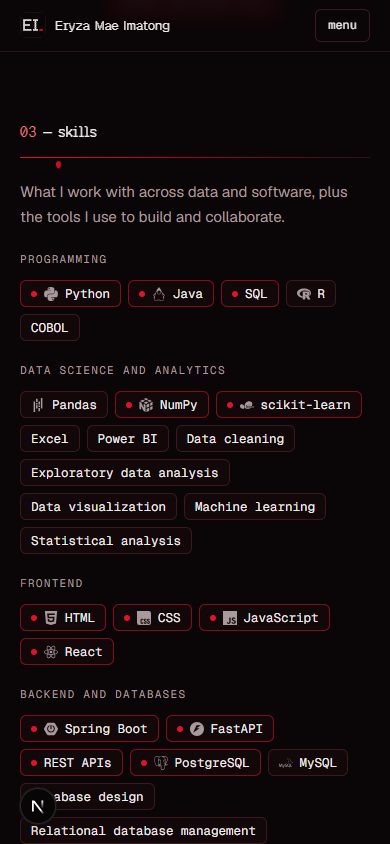 EI. Eryza Mae Imatong menu
03 — skills
What I work with across data and software, plus
the tools I use to build and collaborate.
PROGRAMMING
Python Java SQL R
COBOL
DATA SCIENCE AND ANALYTICS
Pandas NumPy scikit-learn
Excel Power BI Data cleaning
Exploratory data analysis
Data visualization Machine learning
Statistical analysis
FRONTEND
HTML CSS JavaScript
React
BACKEND AND DATABASES
Spring Boot FastAPI
REST APIs PostgreSQL MySQL
N abase design
Relational database management